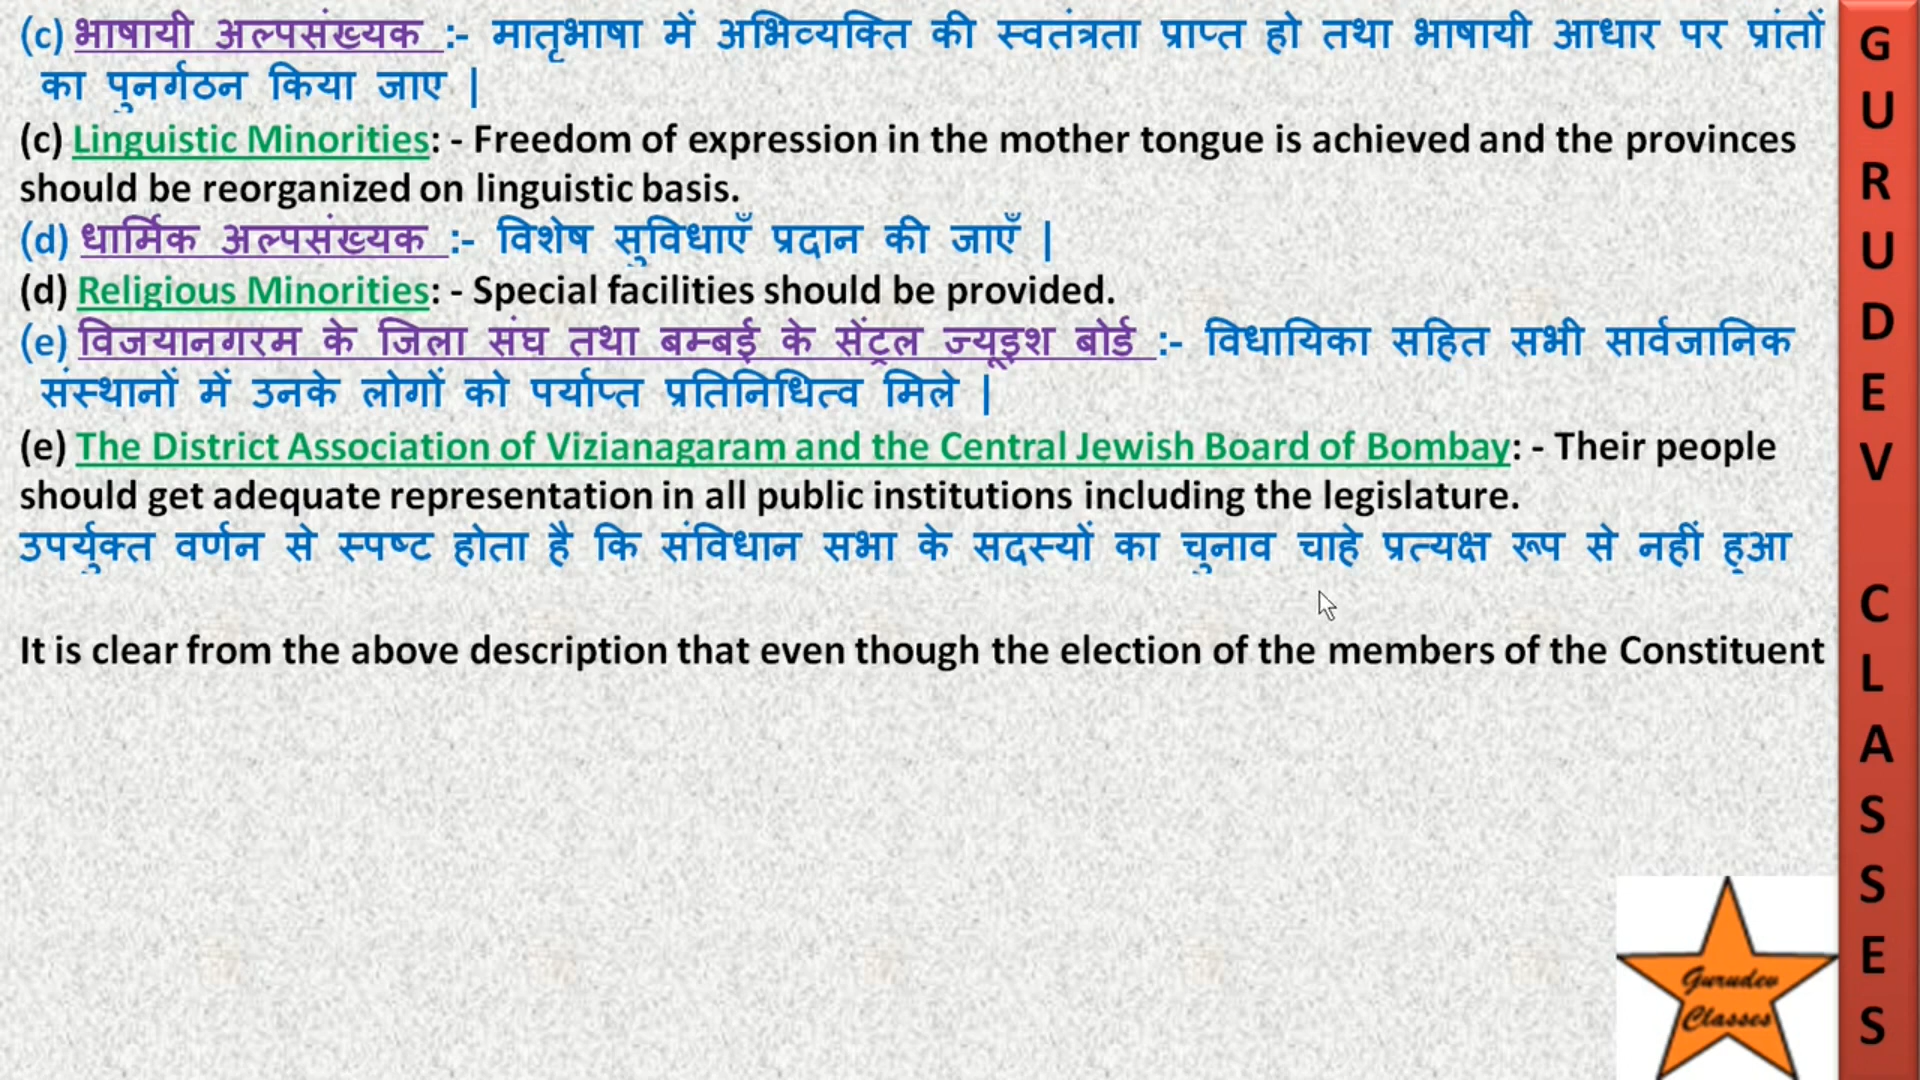 (c) भाषायी अल्पसंख्यक :- मातृभाषा में अभिव्यक्ति की स्वतंत्रता प्राप्त हो तथा भाषायी आधार पर प्रांतों
का पुनर्गठन किया जाए |
(c) Linguistic Minorities: - Freedom of expression in the mother tongue is achieved and the provinces
should be reorganized on linguistic basis.
(d) धार्मिक अल्पसंख्यक :- विशेष सुविधाएँ प्रदान की जाएँ |
(d) Religious Minorities: - Special facilities should be provided.
(e) विजयानगरम के जिला संघ तथा बम्बई के सेंट्रल ज्यूइश बोर्ड :- विधायिका सहित सभी सार्वजानिक
संस्थानों में उनके लोगों को पर्याप्त प्रतिनिधित्व मिले |
(e) The District Association of Vizianagaram and the Central Jewish Board of Bombay: - Their people
should get adequate representation in all public institutions including the legislature.
उपर्युक्त वर्णन से स्पष्ट होता है कि संविधान सभा के सदस्यों का चुनाव चाहे प्रत्यक्ष रूप से नहीं हुआ
It is clear from the above description that even though the election of the members of the Constituent
GURUDEV CLASSES
Gurudev
Classes